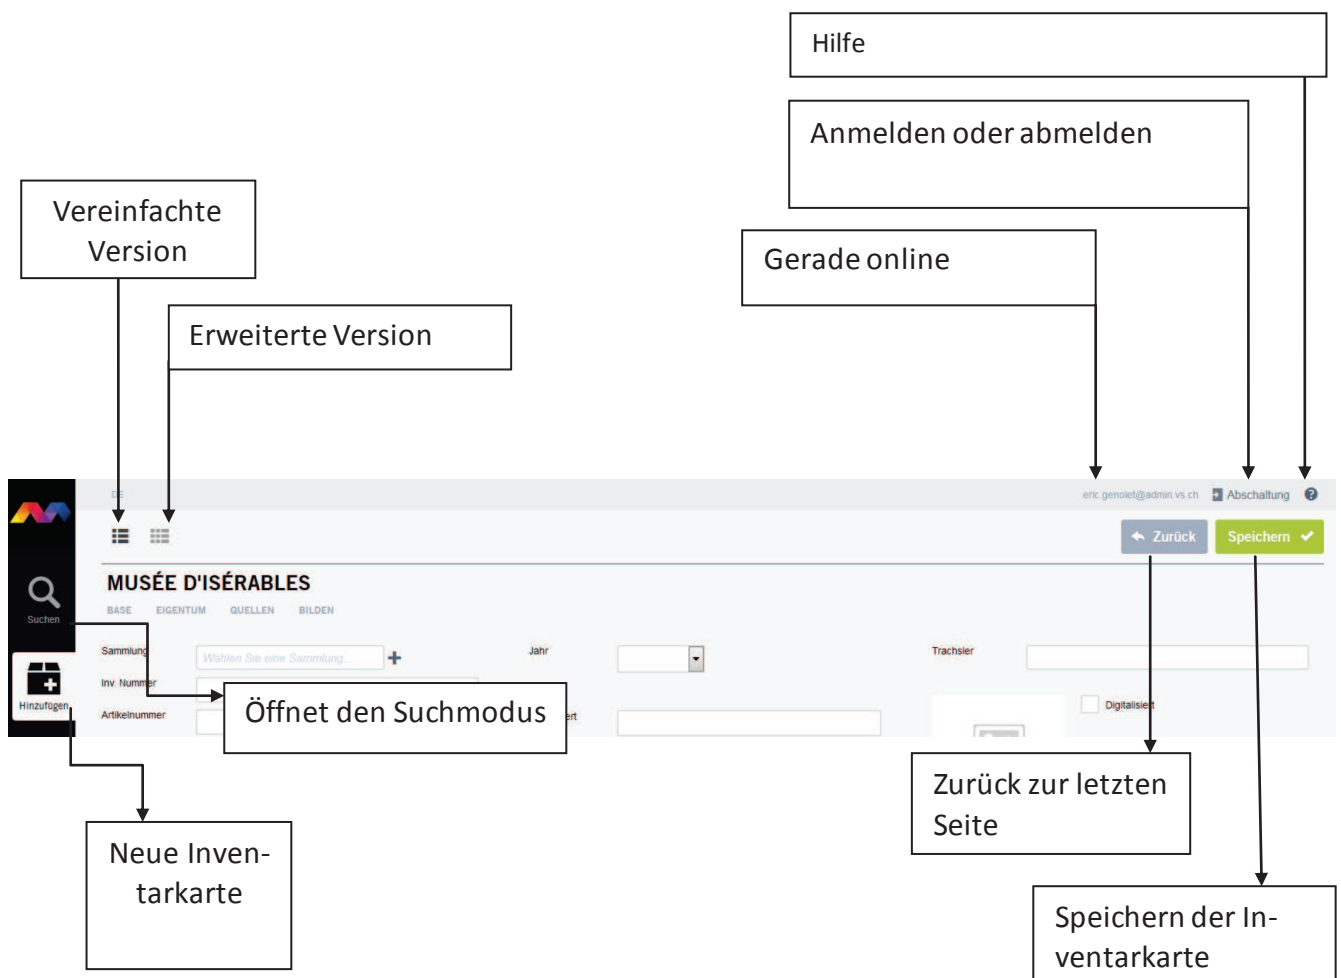 Hilfe
Anmelden oder abmelden
Vereinfachte
Version
Gerade online
Erweiterte Version
DE
eric.genolet@admin.vs.ch Abschaltung ?
Zurück Speichern
MUSÉE D'ISÉRABLES
BASE EIGENTUM QUELLEN BILDEN
Suchen
Sammlung Wählen Sie eine Sammlung... Jahr Trachsler
Inv. Nummer
Hinzufügen
Artikelnummer
Öffnet den Suchmodus
Digitalisiert
Zurück zur letzten
Seite
Neue Inven-
tarkarte
Speichern der In-
ventarkarte